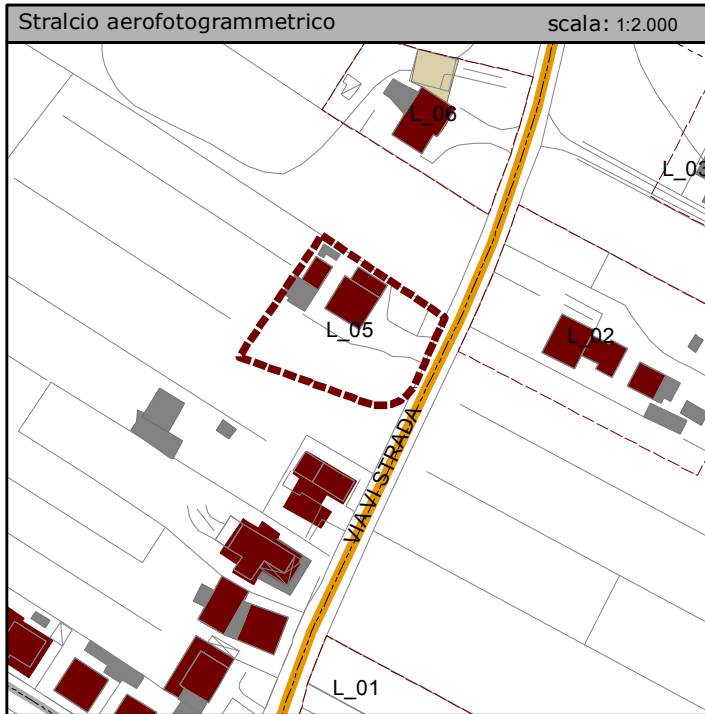 Stralcio aerofotogrammetrico scala: 1:2.000
L_06
L_03
L_05
L_02
VIA VI STRADA
L_01